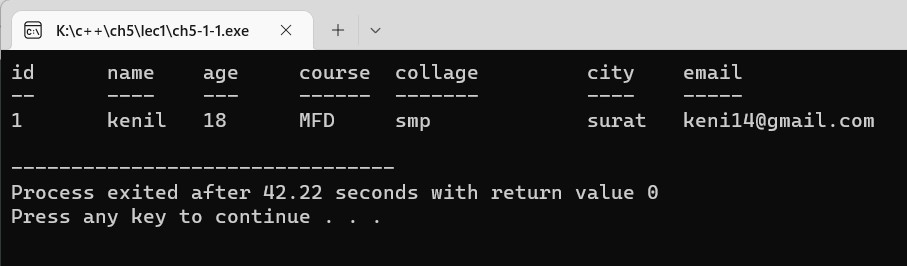 K:\c++\ch5\lec1\ch5-1-1.exe
id name age course collage city email
-- ---- --- ------ ------- ---- -----
1 kenil 18 MFD smp surat keni14@gmail.com
--------------------------------
Process exited after 42.22 seconds with return value 0
Press any key to continue . . .